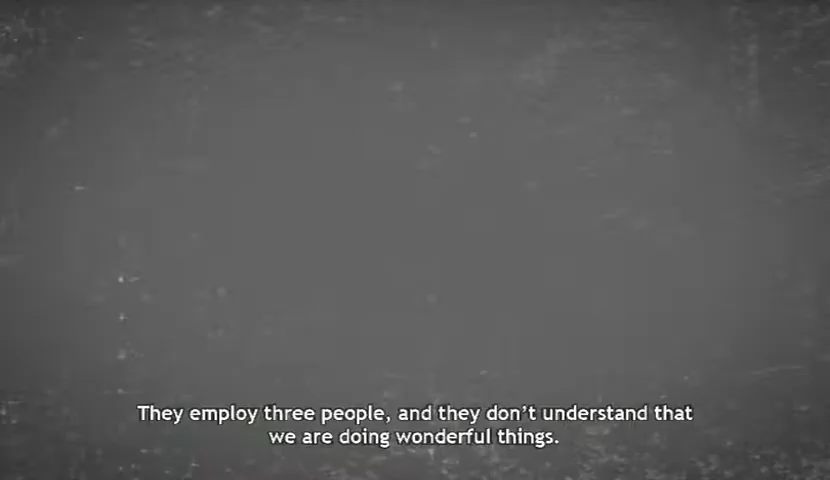 They employ three people, and they don’t understand that
we are doing wonderful things.